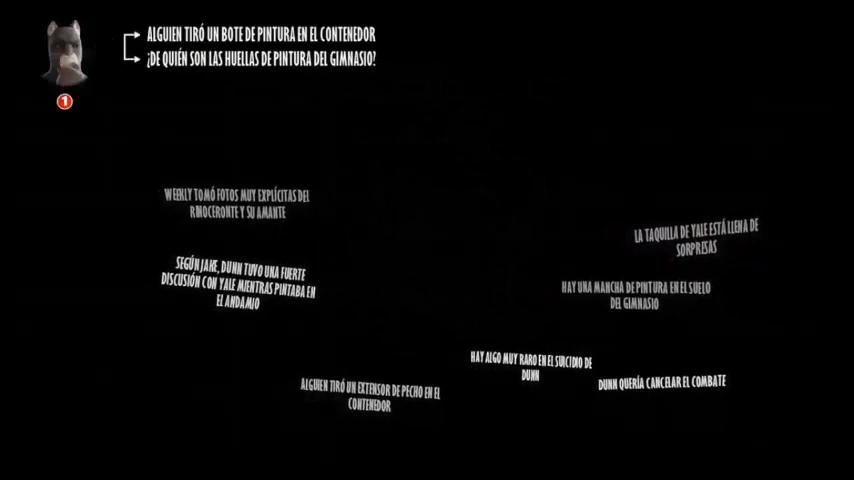 ALGUIEN TIRÓ UN BOTE DE PINTURA EN EL CONTENEDOR
¿DE QUIÉN SON LAS HUELLAS DE PINTURA DEL GIMNASIO?
1
WEEKLY TOMÓ FOTOS MUY EXPLÍCITAS DEL
RINOCERONTE Y SU AMANTE
LA TAQUILLA DE YALE ESTÁ LLENA DE
SORPRESAS
SEGÚN JAKE, DUNN TUVO UNA FUERTE
DISCUSIÓN CON YALE MIENTRAS PINTABA EN
EL ANDAMIO
HAY UNA MANCHA DE PINTURA EN EL SUELO
DEL GIMNASIO
HAY ALGO MUY RARO EN EL SUICIDIO DE
DUNN
DUNN QUERÍA CANCELAR EL COMBATE
ALGUIEN TIRÓ UN EXTENSOR DE PECHO EN EL
CONTENEDOR